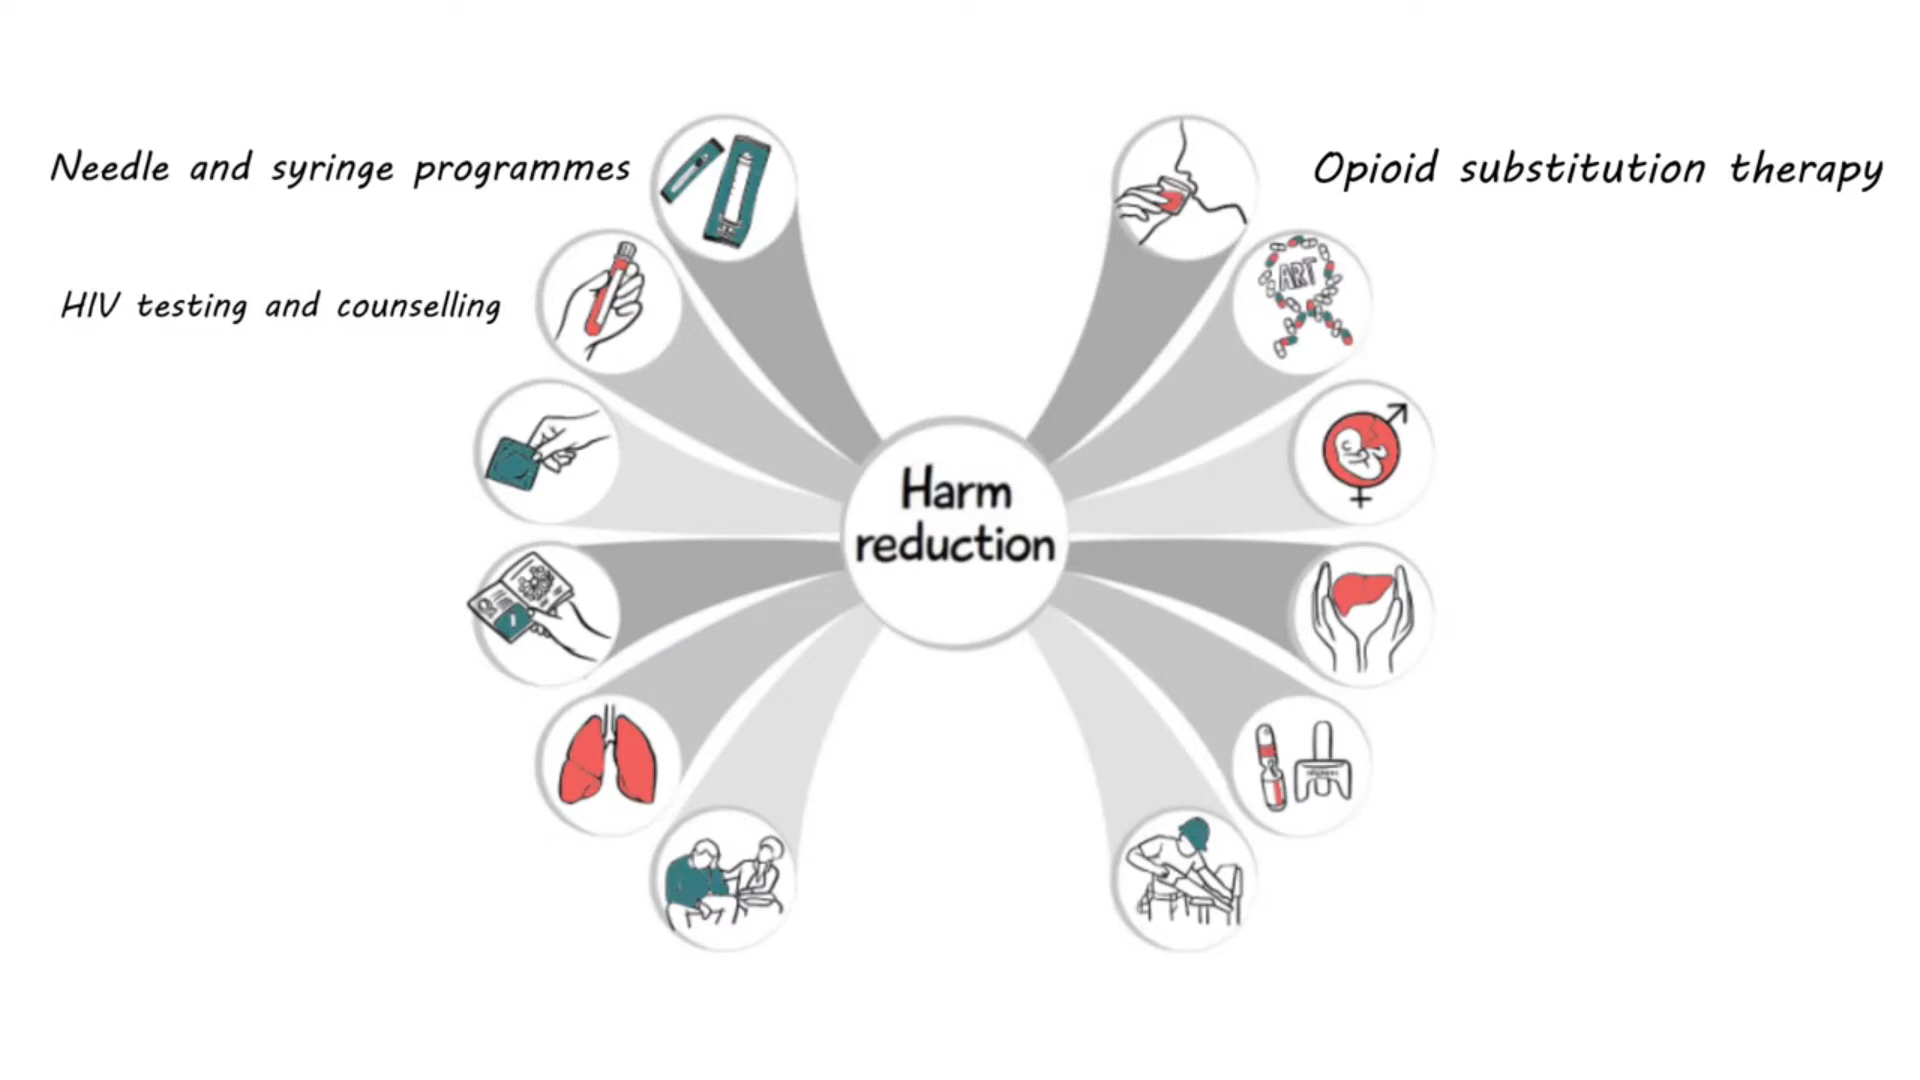 Needle and syringe programmes
Opioid substitution therapy
HIV testing and counselling
ART
Harm
reduction